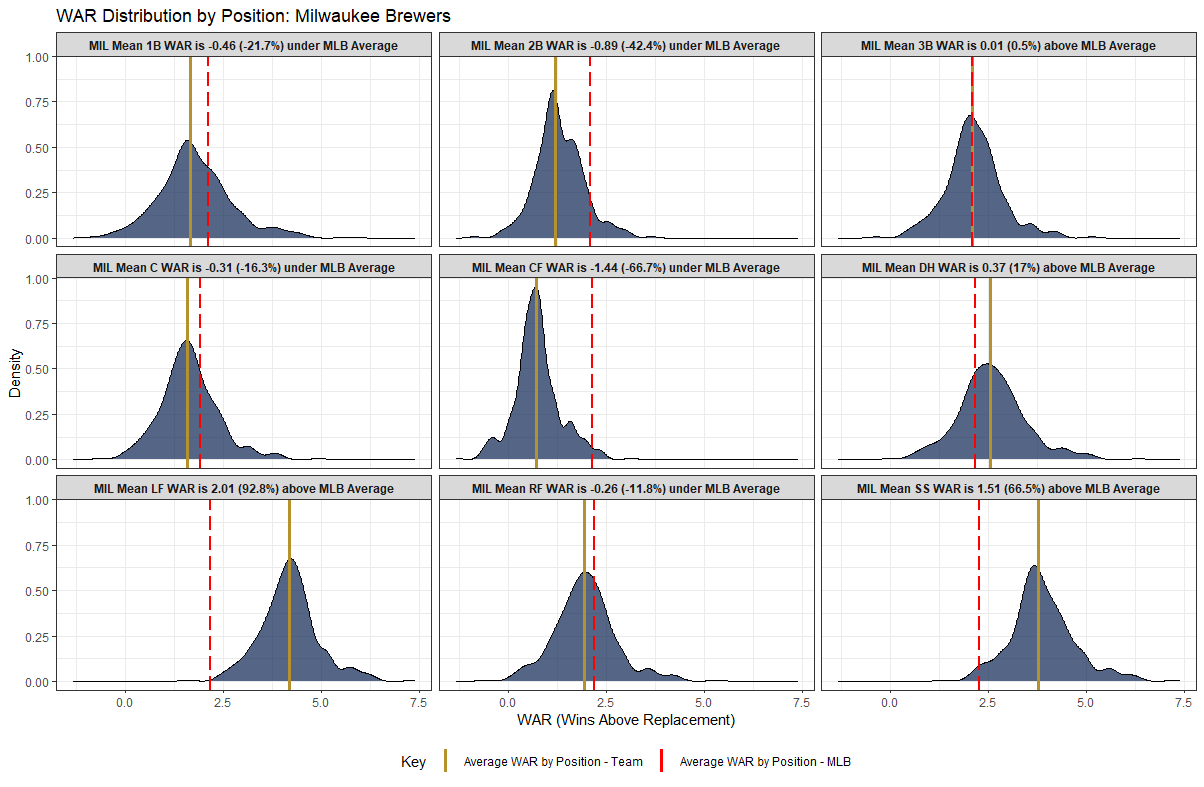 WAR Distribution by Position: Milwaukee Brewers
MIL Mean 1B WAR is -0.46 (-21.7%) under MLB Average
MIL Mean 2B WAR is -0.89 (-42.4%) under MLB Average
MIL Mean 3B WAR is 0.01 (0.5%) above MLB Average
1.00
0.75
0.50
0.25
0.00
MIL Mean C WAR is -0.31 (-16.3%) under MLB Average
MIL Mean CF WAR is -1.44 (-66.7%) under MLB Average
MIL Mean DH WAR is 0.37 (17%) above MLB Average
1.00
0.75
0.50
0.25
0.00
Density
MIL Mean LF WAR is 2.01 (92.8%) above MLB Average
MIL Mean RF WAR is -0.26 (-11.8%) under MLB Average
MIL Mean SS WAR is 1.51 (66.5%) above MLB Average
1.00
0.75
0.50
0.25
0.00
0.0 2.5 5.0 7.5
0.0 2.5 5.0 7.5
0.0 2.5 5.0 7.5
WAR (Wins Above Replacement)
Key Average WAR by Position - Team Average WAR by Position - MLB